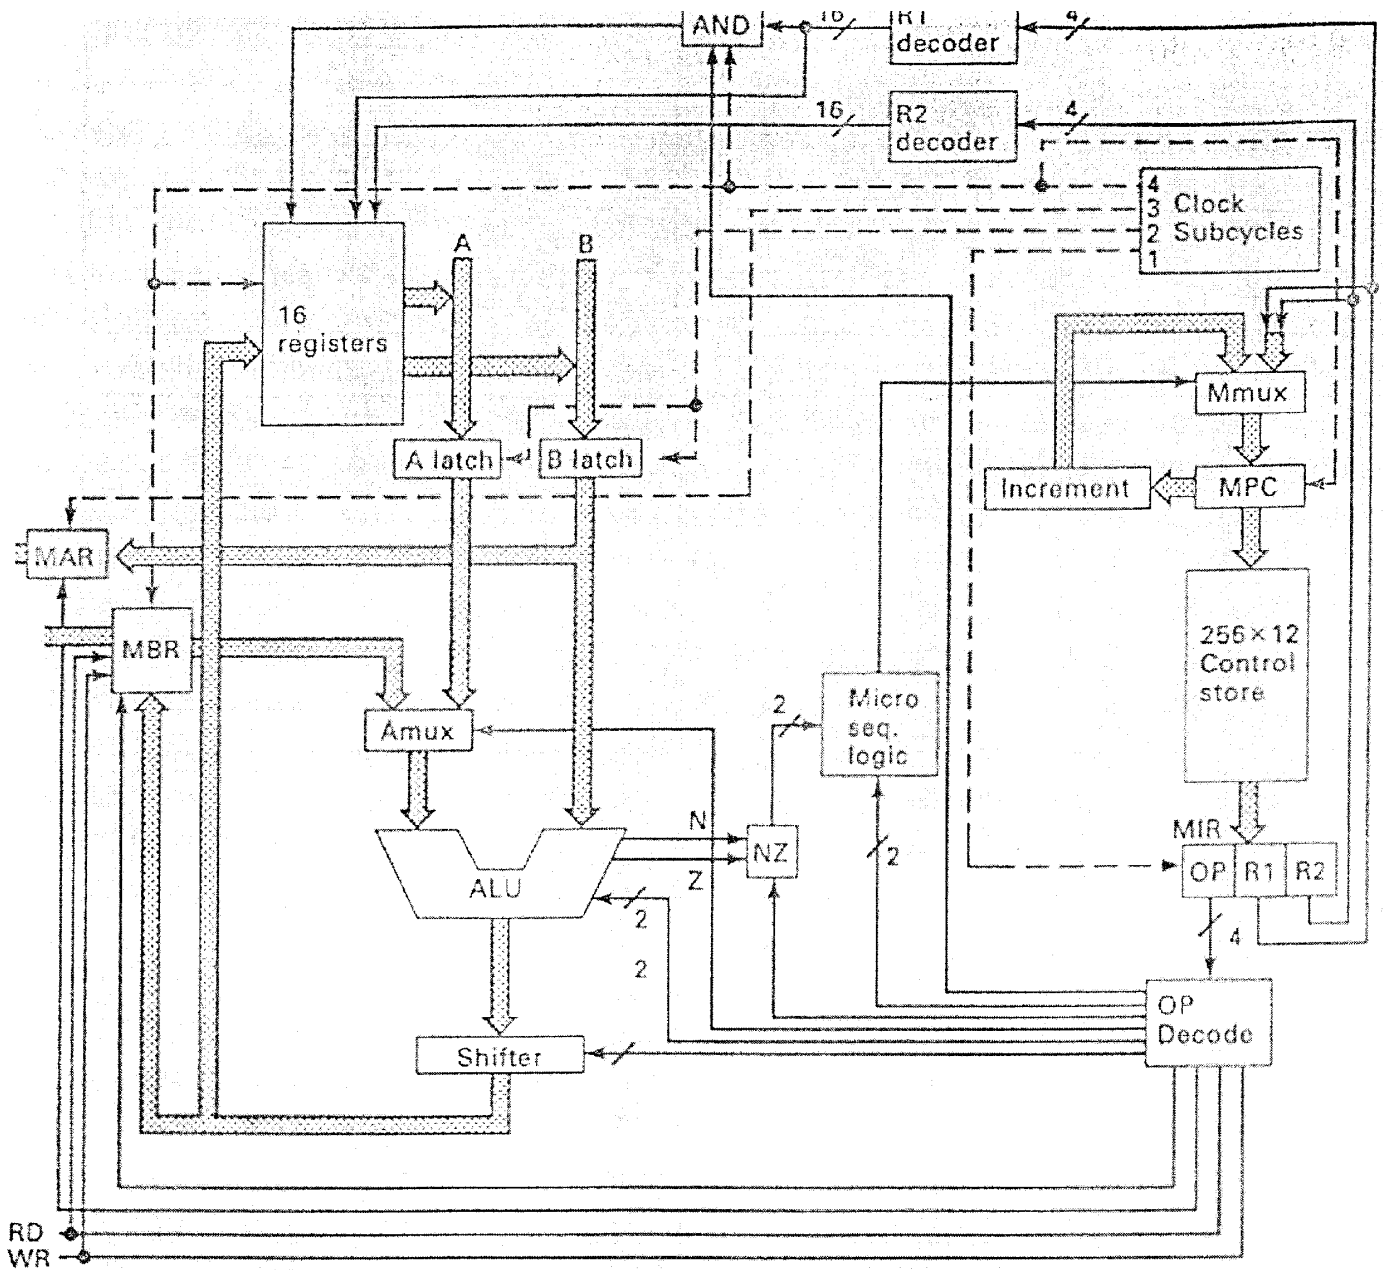 AND
16
R1
decoder
4
16
R2
decoder
4
4
3
2
1
Clock
Subcycles
A
B
16
registers
Mmux
A latch
B latch
Increment
MPC
MAR
MBR
256×12
Control
store
Micro
seq.
logic
2
Amux
N
Z
NZ
2
MIR
OP
R1
R2
ALU
2
4
2
OP
Decode
Shifter
RD
WR